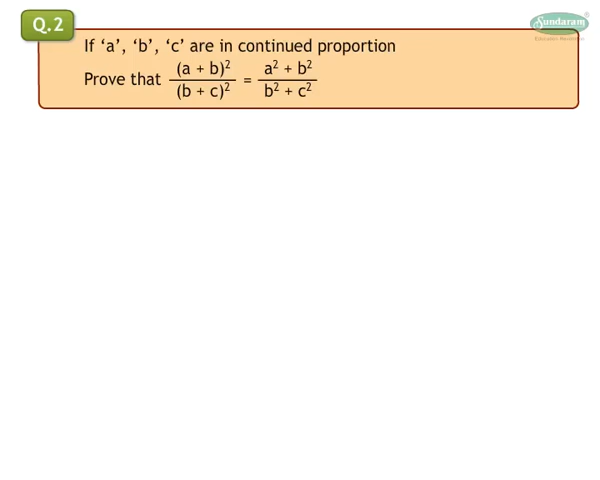 Q.2
Sundaram®
If ‘a’, ‘b’, ‘c’ are in continued proportion
Prove that (a + b)² / (b + c)² = a² + b² / b² + c²